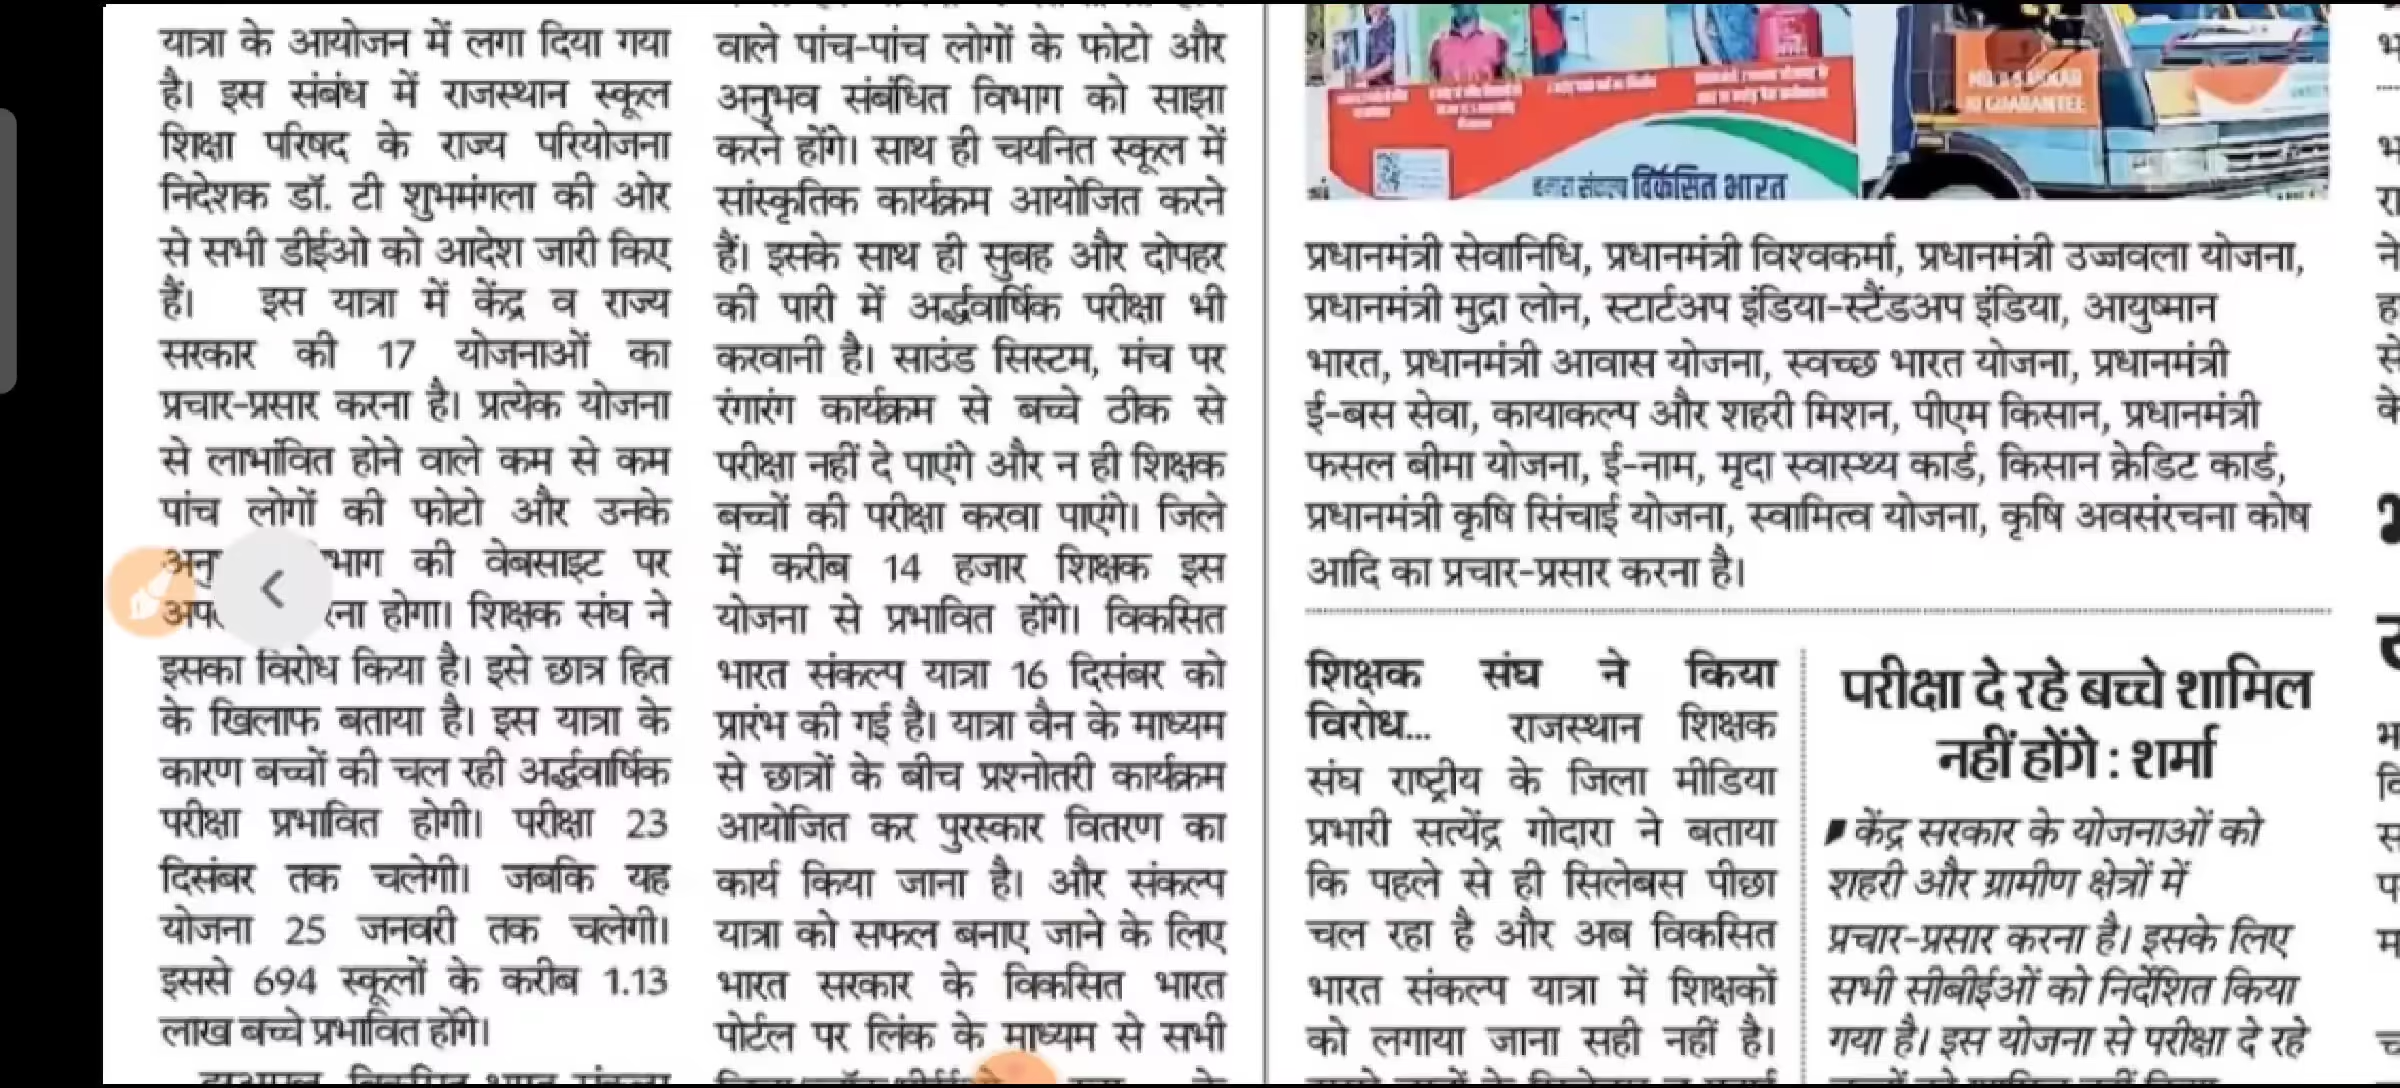 यात्रा के आयोजन में लगा दिया गया
है। इस संबंध में राजस्थान स्कूल
शिक्षा परिषद के राज्य परियोजना
निदेशक डॉ. टी शुभमंगला की ओर
से सभी डीईओ को आदेश जारी किए
हैं। इस यात्रा में केंद्र व राज्य
सरकार की 17 योजनाओं का
प्रचार-प्रसार करना है। प्रत्येक योजना
से लाभांवित होने वाले कम से कम
पांच लोगों की फोटो और उनके
की वेबसाइट पर
होगा। शिक्षक संघ ने
इसका विरोध किया है। इसे छात्र हित
के खिलाफ बताया है। इस यात्रा के
कारण बच्चों की चल रही अर्द्धवार्षिक
परीक्षा प्रभावित होगी। परीक्षा 23
दिसंबर तक चलेगी। जबकि यह
योजना 25 जनवरी तक चलेगी।
इससे 694 स्कूलों के करीब 1.13
लाख बच्चे प्रभावित होंगे।
वाले पांच-पांच लोगों के फोटो और
अनुभव संबंधित विभाग को साझा
करने होंगे। साथ ही चयनित स्कूल में
सांस्कृतिक कार्यक्रम आयोजित करने
हैं। इसके साथ ही सुबह और दोपहर
की पारी में अर्द्धवार्षिक परीक्षा भी
करवानी है। साउंड सिस्टम, मंच पर
रंगारंग कार्यक्रम से बच्चे ठीक से
परीक्षा नहीं दे पाएंगे और न ही शिक्षक
बच्चों की परीक्षा करवा पाएंगे। जिले
में करीब 14 हजार शिक्षक इस
योजना से प्रभावित होंगे। विकसित
भारत संकल्प यात्रा 16 दिसंबर को
प्रारंभ की गई है। यात्रा वैन के माध्यम
से छात्रों के बीच प्रश्नोतरी कार्यक्रम
आयोजित कर पुरस्कार वितरण का
कार्य किया जाना है। और संकल्प
यात्रा को सफल बनाए जाने के लिए
भारत सरकार के विकसित भारत
पोर्टल पर लिंक के माध्यम से सभी
हमारा संकल्प विकसित भारत
GUARANTEE
प्रधानमंत्री सेवानिधि, प्रधानमंत्री विश्वकर्मा, प्रधानमंत्री उज्जवला योजना,
प्रधानमंत्री मुद्रा लोन, स्टार्टअप इंडिया-स्टैंडअप इंडिया, आयुष्मान
भारत, प्रधानमंत्री आवास योजना, स्वच्छ भारत योजना, प्रधानमंत्री
ई-बस सेवा, कायाकल्प और शहरी मिशन, पीएम किसान, प्रधानमंत्री
फसल बीमा योजना, ई-नाम, मृदा स्वास्थ्य कार्ड, किसान क्रेडिट कार्ड,
प्रधानमंत्री कृषि सिंचाई योजना, स्वामित्व योजना, कृषि अवसंरचना कोष
आदि का प्रचार-प्रसार करना है।
शिक्षक संघ ने किया
विरोध... राजस्थान शिक्षक
संघ राष्ट्रीय के जिला मीडिया
प्रभारी सत्येंद्र गोदारा ने बताया
कि पहले से ही सिलेबस पीछा
चल रहा है और अब विकसित
भारत संकल्प यात्रा में शिक्षकों
को लगाया जाना सही नहीं है।
परीक्षा दे रहे बच्चे शामिल
नहीं होंगे : शर्मा
केंद्र सरकार के योजनाओं को
शहरी और ग्रामीण क्षेत्रों में
प्रचार-प्रसार करना है। इसके लिए
सभी सीबीईओं को निर्देशित किया
गया है। इस योजना से परीक्षा दे रहे